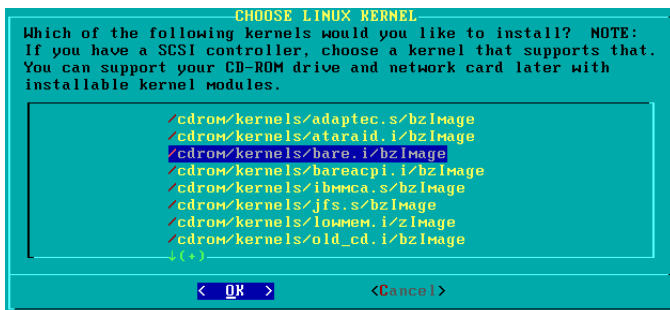 CHOOSE LINUX KERNEL
Which of the following kernels would you like to install?  NOTE:
If you have a SCSI controller, choose a kernel that supports that.
You can support your CD-ROM drive and network card later with
installable kernel modules.
/cdrom/kernels/adaptec.s/bzImage
/cdrom/kernels/ataraid.i/bzImage
/cdrom/kernels/bare.i/bzImage
/cdrom/kernels/bareacpi.i/bzImage
/cdrom/kernels/ibmmca.s/bzImage
/cdrom/kernels/jfs.s/bzImage
/cdrom/kernels/lowmem.i/zImage
/cdrom/kernels/old_cd.i/bzImage
↓(+)
< OK > <Cancel>